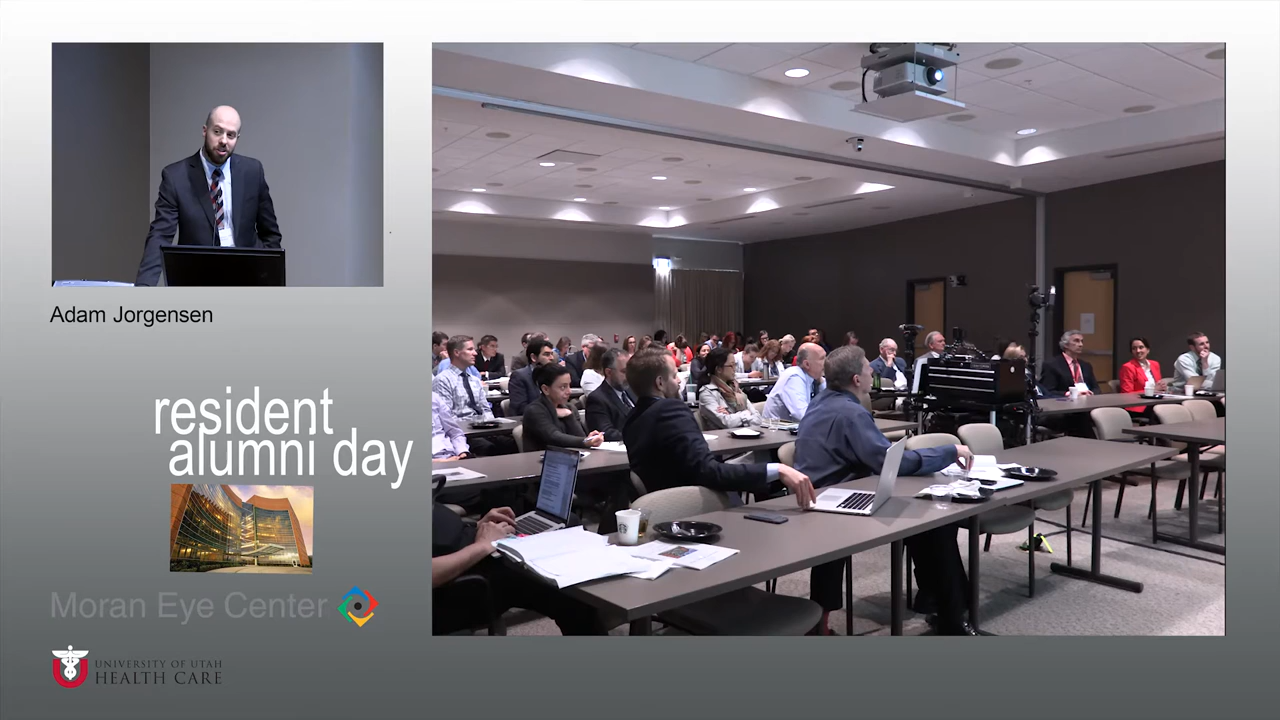 Adam Jorgensen
resident
alumni day
Moran Eye Center
UNIVERSITY OF UTAH
HEALTH CARE